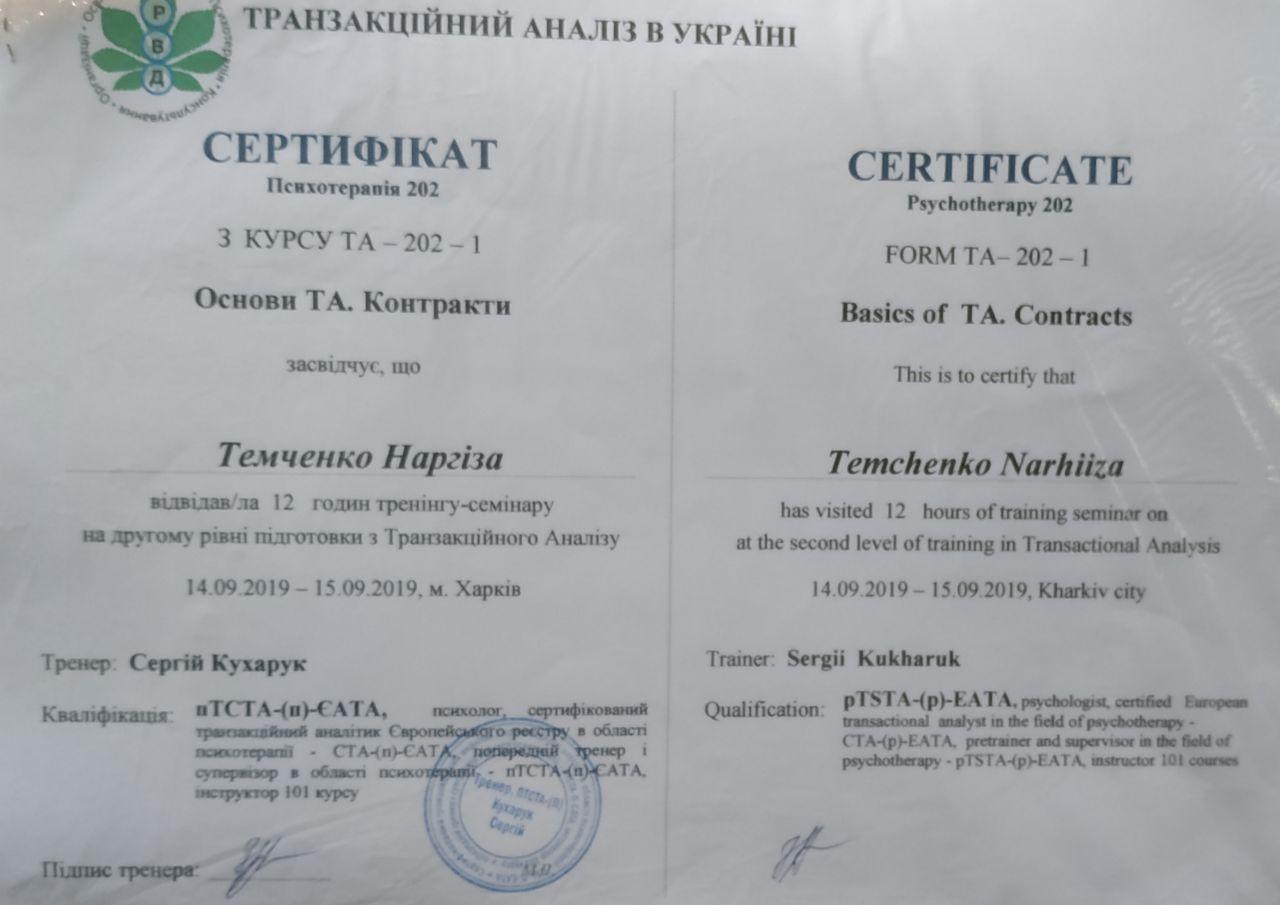 ТРАНЗАКЦІЙНИЙ АНАЛІЗ В УКРАЇНІ
Р
В
Д
Психотерапія • Консультування • Організації •
СЕРТИФІКАТ
Психотерапія 202
З КУРСУ ТА – 202 – 1
Основи ТА. Контракти
засвідчує, що
Темченко Наргіза
відвідав/ла 12 годин тренінгу-семінару
на другому рівні підготовки з Транзакційного Аналізу
14.09.2019 – 15.09.2019, м. Харків
Тренер: Сергій Кухарук
Кваліфікація: пТСТА-(п)-ЄАТА, психолог, сертифікований
транзакційний аналітик Європейського реєстру в області
психотерапії - СТА-(п)-ЄАТА, попередній тренер і
супервізор в області психотерапії - пТСТА-(п)-ЄАТА,
інструктор 101 курсу
Підпис тренера:
Тренер, ПТСТА-(П)
Кухарук
Сергій
М.П.
CERTIFICATE
Psychotherapy 202
FORM TA– 202 – 1
Basics of TA. Contracts
This is to certify that
Temchenko Narhiiza
has visited 12 hours of training seminar on
at the second level of training in Transactional Analysis
14.09.2019 – 15.09.2019, Kharkiv city
Trainer: Sergii Kukharuk
Qualification: pTSTA-(p)-EATA, psychologist, certified European
transactional analyst in the field of psychotherapy -
CTA-(p)-EATA, pretrainer and supervisor in the field of
psychotherapy - pTSTA-(p)-EATA, instructor 101 courses